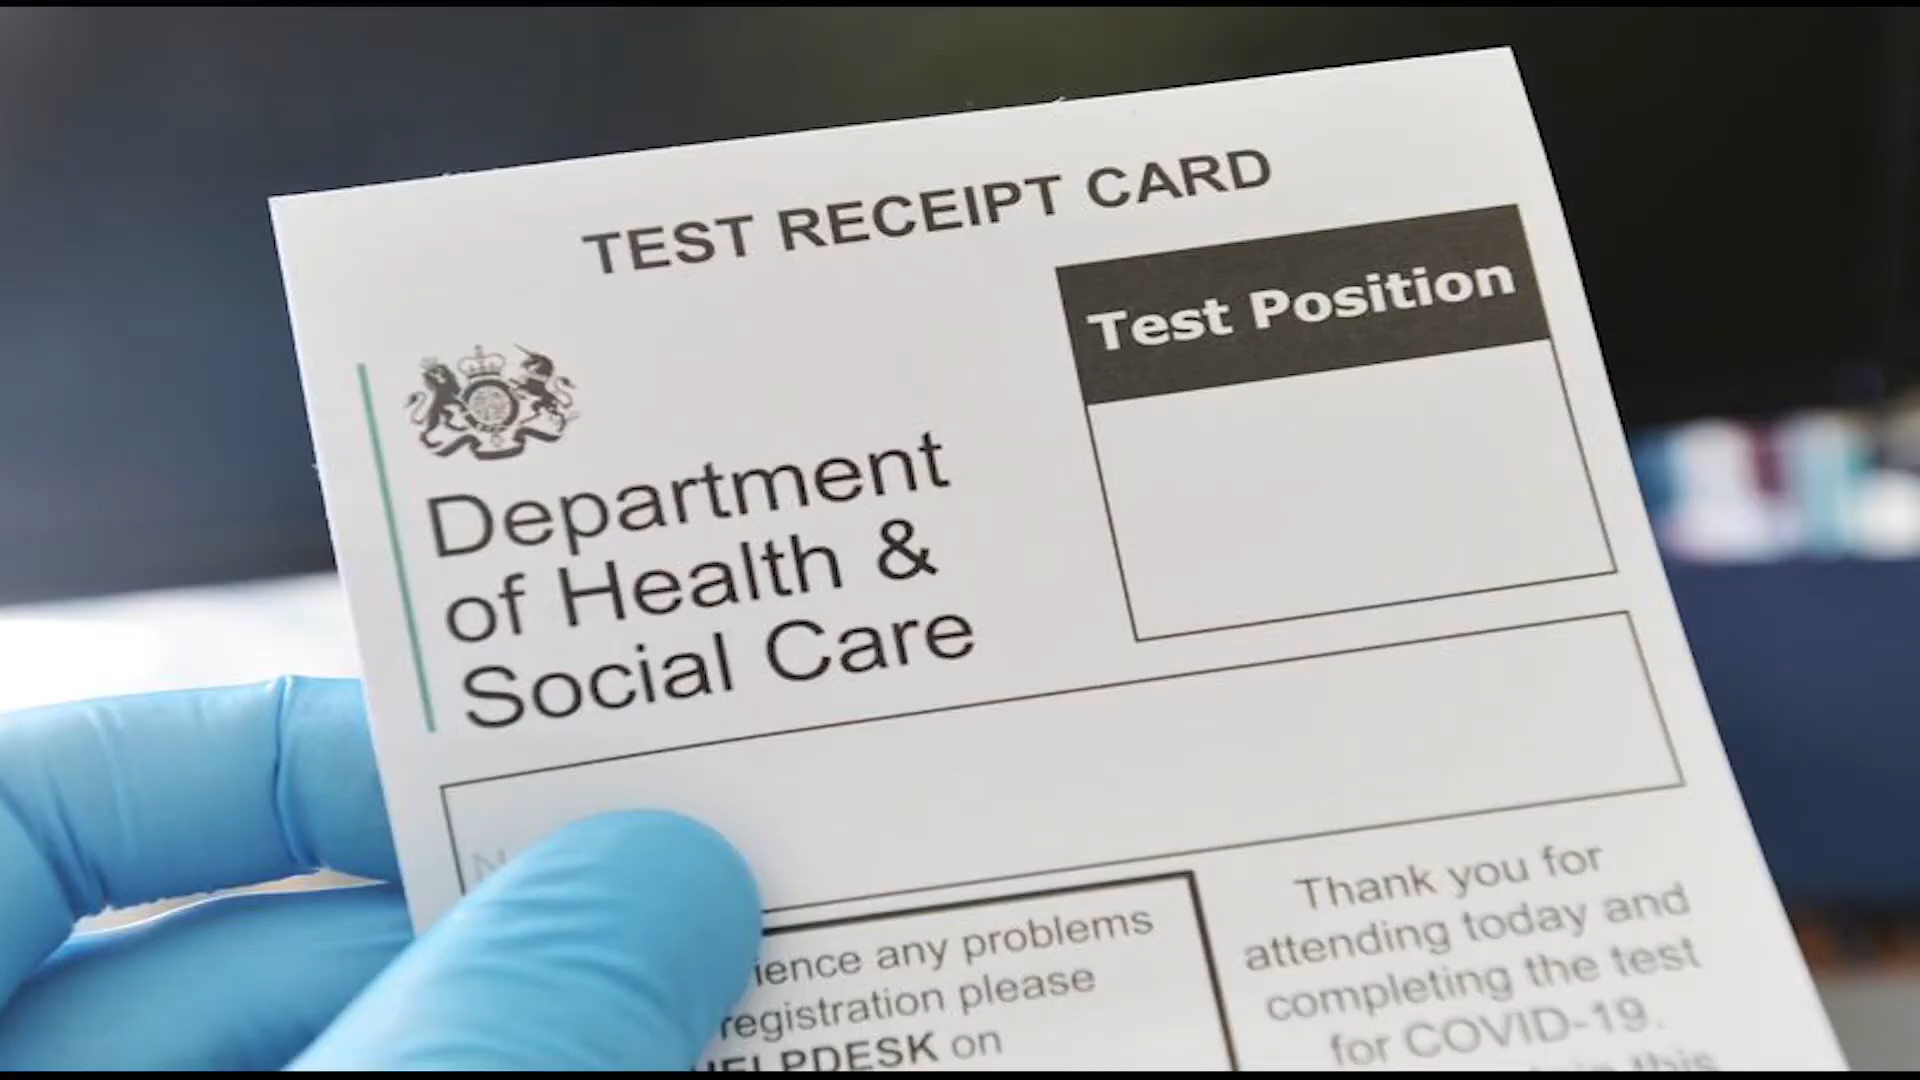 TEST RECEIPT CARD
Test Position
Department
of Health &
Social Care
any problems
registration please
HELPDESK on
Thank you for
attending today and
completing the test
for COVID-19.
this